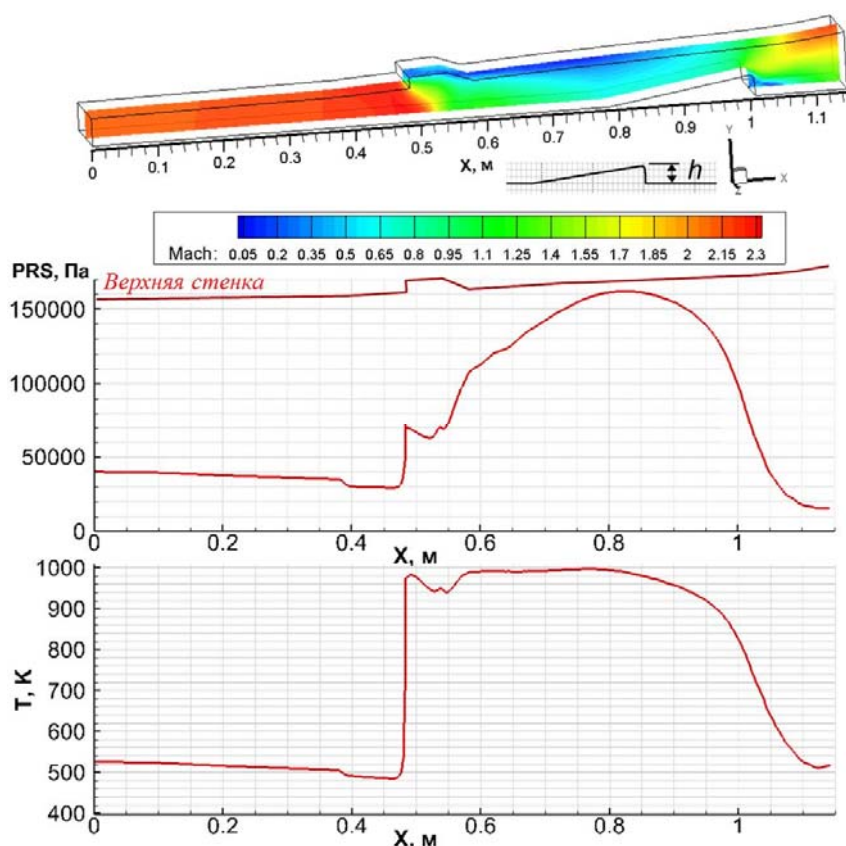 0 0.1 0.2 0.3 0.4 0.5 0.6 0.7 0.8 0.9 1 1.1
X, м
h
Y
X
Z
Mach: 0.05 0.2 0.35 0.5 0.65 0.8 0.95 1.1 1.25 1.4 1.55 1.7 1.85 2 2.15 2.3
PRS, Па
Верхняя стенка
150000
100000
50000
0
0 0.2 0.4 0.6 0.8 1
X, м
T, K
1000
900
800
700
600
500
400
0 0.2 0.4 0.6 0.8 1
X, м